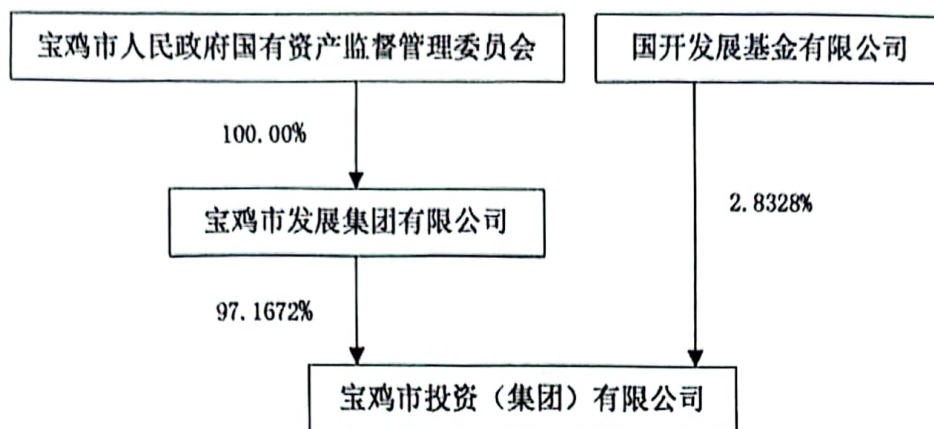 宝鸡市人民政府国有资产监督管理委员会
国开发展基金有限公司
100.00%
宝鸡市发展集团有限公司
2.8328%
97.1672%
宝鸡市投资（集团）有限公司